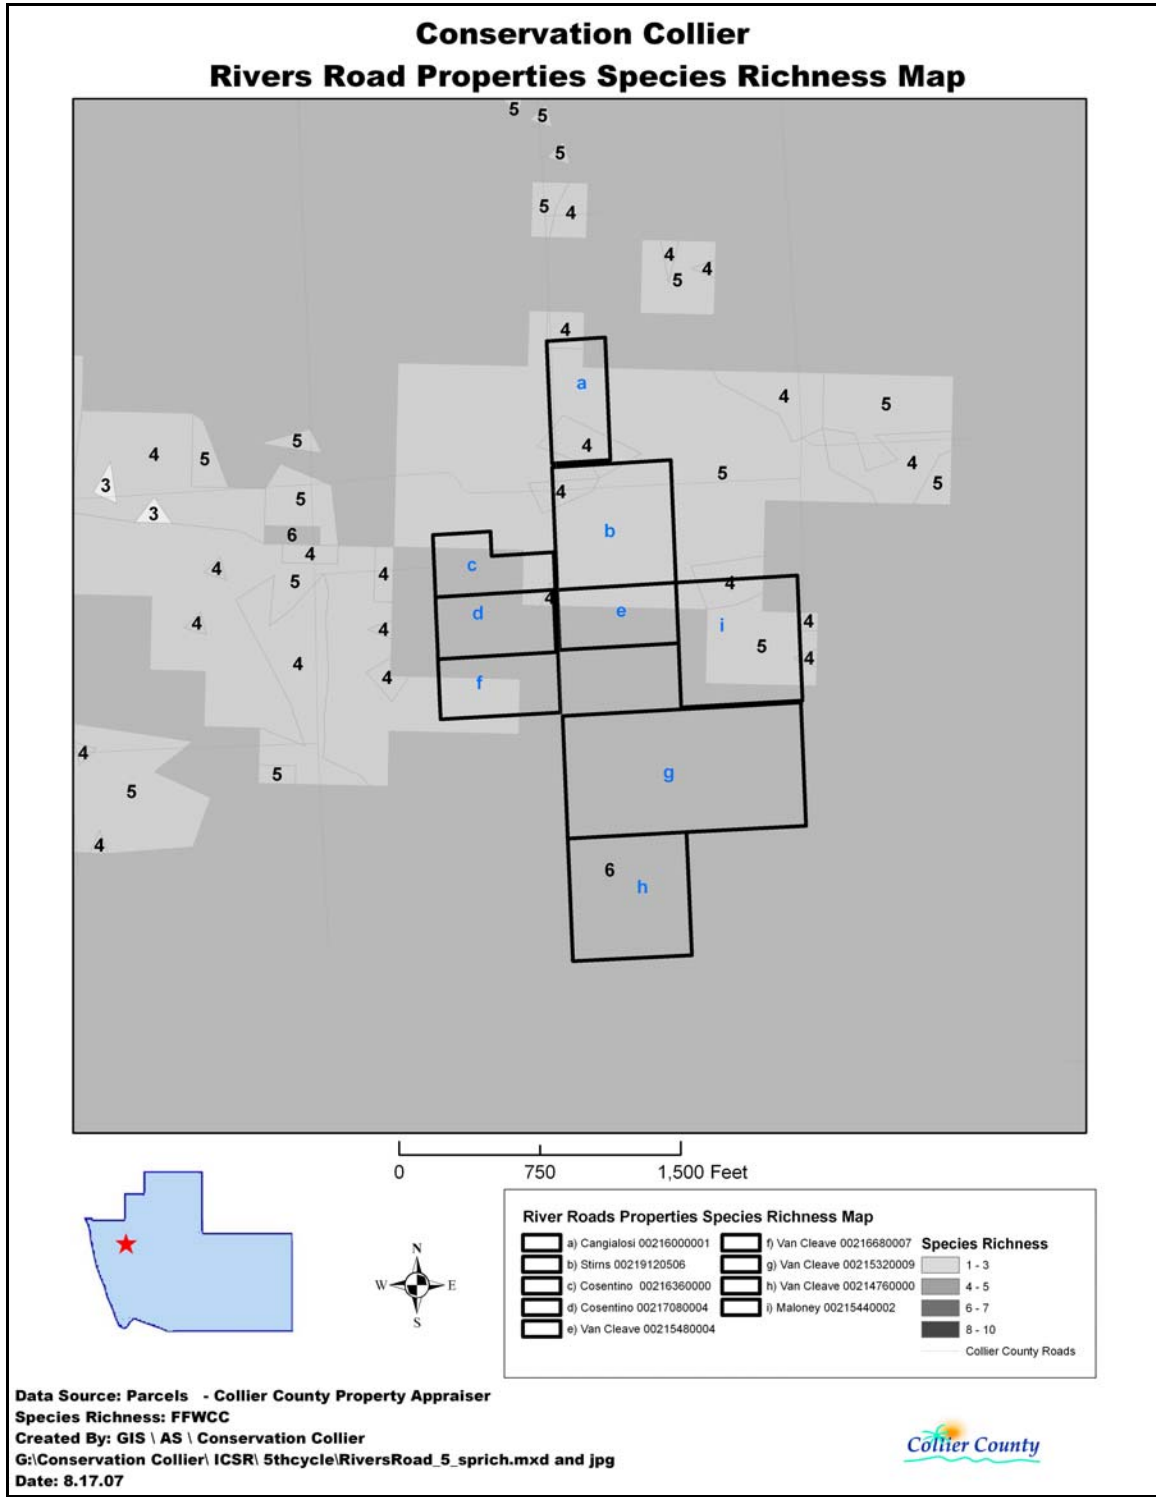 Conservation Collier
Rivers Road Properties Species Richness Map
5
5
5
5 4
4
4
5
4
a
4
5
4
5
4
5
5
4
5
4
5
3
5
4
3
b
6
4
c
4
4
5
4
4
d
e
i
4
4
4
5
4
4
4
f
4
g
5
5
4
6
h
0 750 1,500 Feet
N
W E
S
River Roads Properties Species Richness Map
a) Cangialosi 00216000001
b) Stirns 00219120506
c) Cosentino 00216360000
d) Cosentino 00217080004
e) Van Cleave 00215480004
f) Van Cleave 00216680007
g) Van Cleave 00215320009
h) Van Cleave 00214760000
i) Maloney 00215440002
Species Richness
1 - 3
4 - 5
6 - 7
8 - 10
Collier County Roads
Data Source: Parcels - Collier County Property Appraiser
Species Richness: FFWCC
Created By: GIS \ AS \ Conservation Collier
G:\Conservation Collier\ ICSR\ 5thcycle\RiversRoad_5_sprich.mxd and jpg
Date: 8.17.07
Collier County